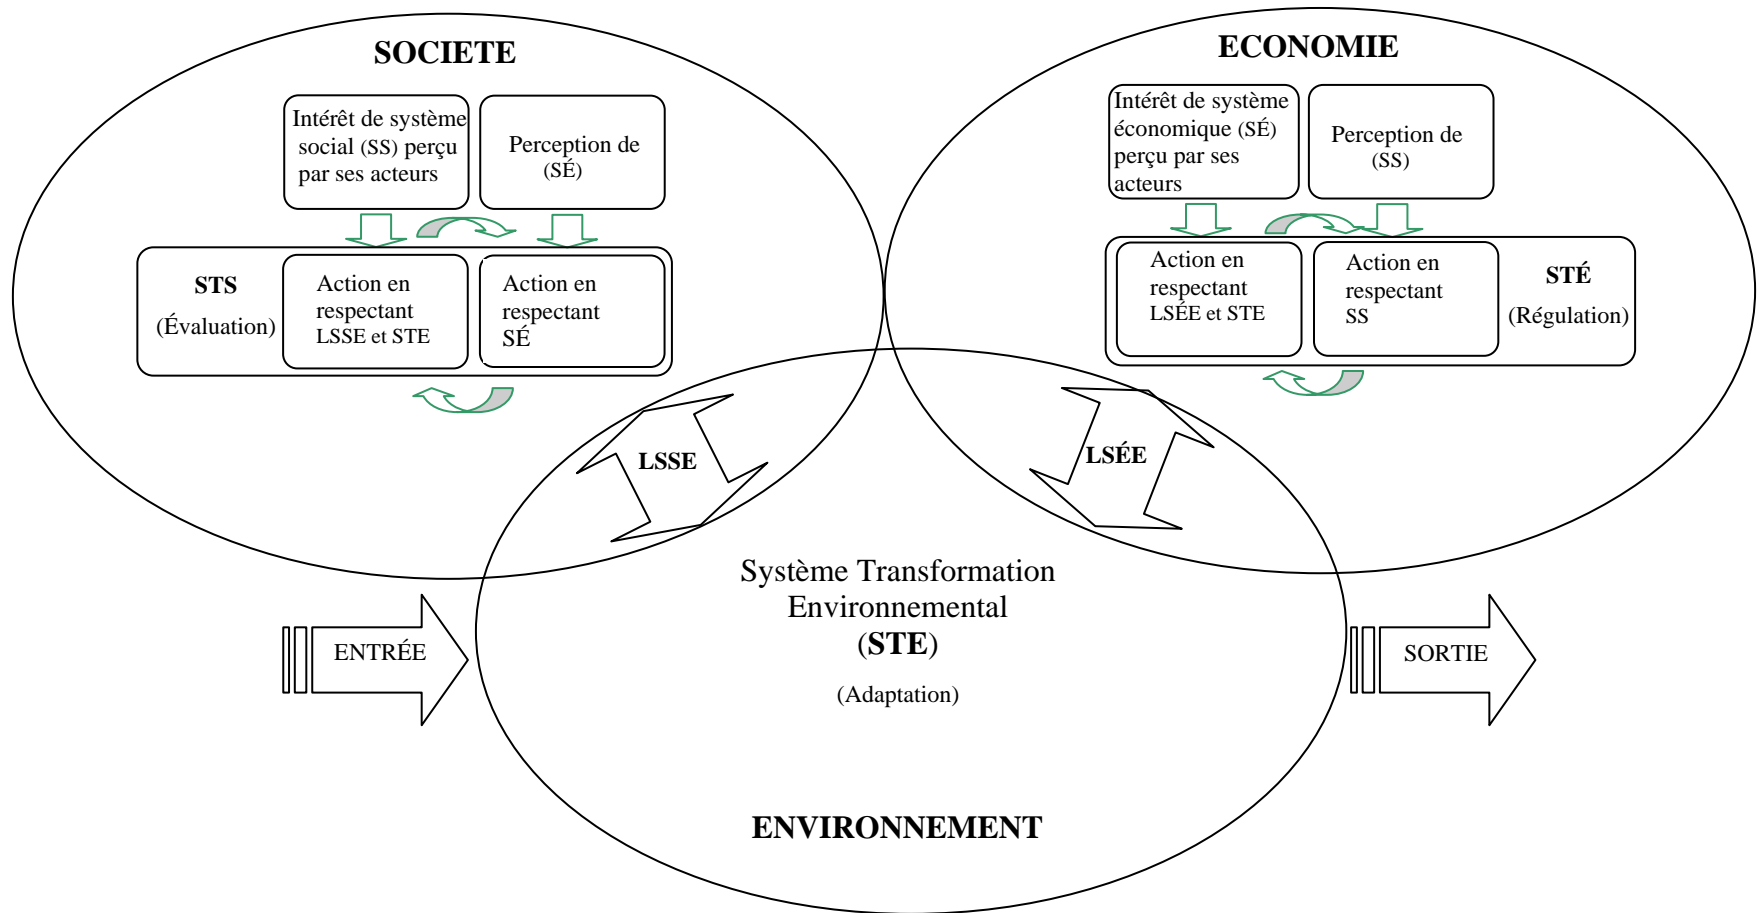 SOCIETE
Intérêt de système
social (SS) perçu
par ses acteurs
Perception de
(SÉ)
STS
(Évaluation)
Action en
respectant
LSSE et STE
Action en
respectant
SÉ
ECONOMIE
Intérêt de système
économique (SÉ)
perçu par ses
acteurs
Perception de
(SS)
Action en
respectant
LSÉE et STE
Action en
respectant
SS
STÉ
(Régulation)
LSSE
LSÉE
Système Transformation
Environnemental
(STE)
(Adaptation)
ENTRÉE
SORTIE
ENVIRONNEMENT